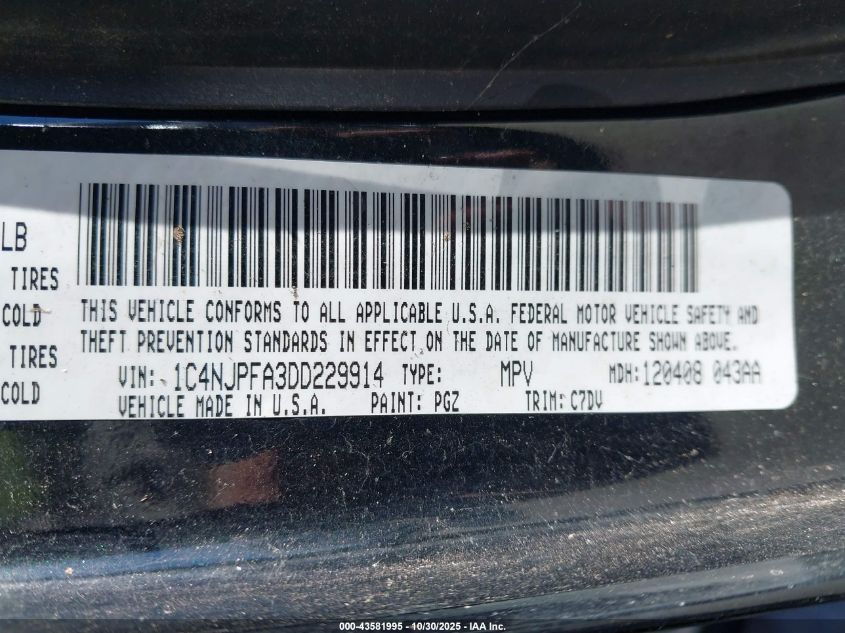 LB
TIRES
COLD
TIRES
COLD
THIS VEHICLE CONFORMS TO ALL APPLICABLE U.S.A. FEDERAL MOTOR VEHICLE SAFETY AND
THEFT PREVENTION STANDARDS IN EFFECT ON THE DATE OF MANUFACTURE SHOWN ABOVE.
VIN: 1C4NJPFA3DD229914 TYPE: MPV MDH: 120408 043AA
VEHICLE MADE IN U.S.A. PAINT: PGZ TRIM: C7DV
000-43581995 - 10/30/2025 - IAA Inc.